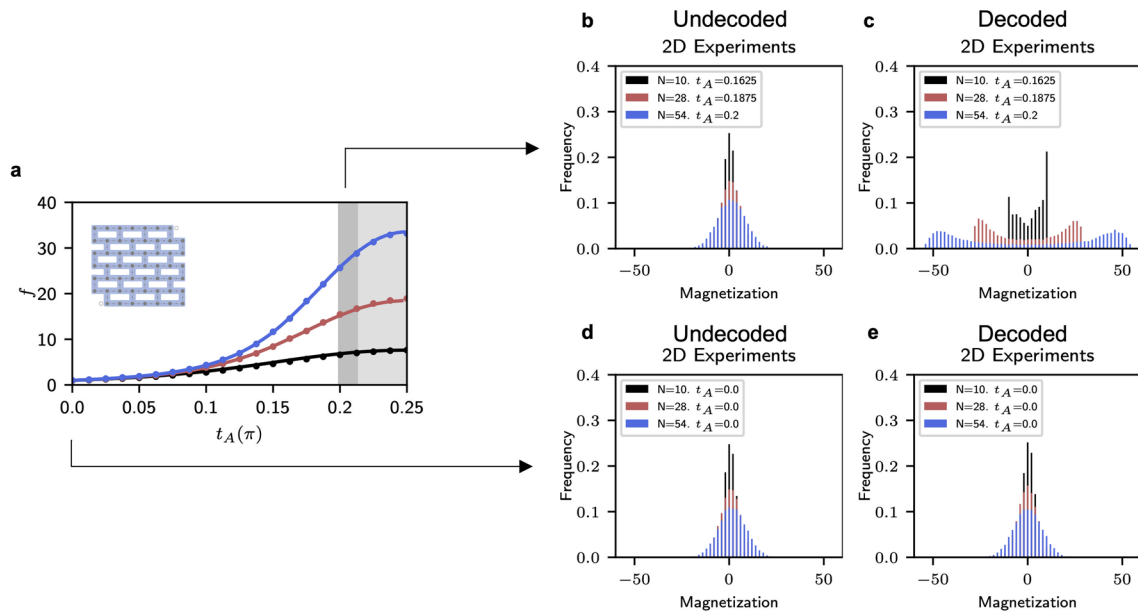 a
40
30
20
10
0
f
0.0
0.05
0.1
0.15
0.2
0.25
t_A(π)
b
Undecoded
2D Experiments
0.4
0.3
0.2
0.1
0.0
Frequency
N=10. t_A=0.1625
N=28. t_A=0.1875
N=54. t_A=0.2
−50
0
50
Magnetization
c
Decoded
2D Experiments
0.4
0.3
0.2
0.1
0.0
Frequency
N=10. t_A=0.1625
N=28. t_A=0.1875
N=54. t_A=0.2
−50
0
50
Magnetization
d
Undecoded
2D Experiments
0.4
0.3
0.2
0.1
0.0
Frequency
N=10. t_A=0.0
N=28. t_A=0.0
N=54. t_A=0.0
−50
0
50
Magnetization
e
Decoded
2D Experiments
0.4
0.3
0.2
0.1
0.0
Frequency
N=10. t_A=0.0
N=28. t_A=0.0
N=54. t_A=0.0
−50
0
50
Magnetization